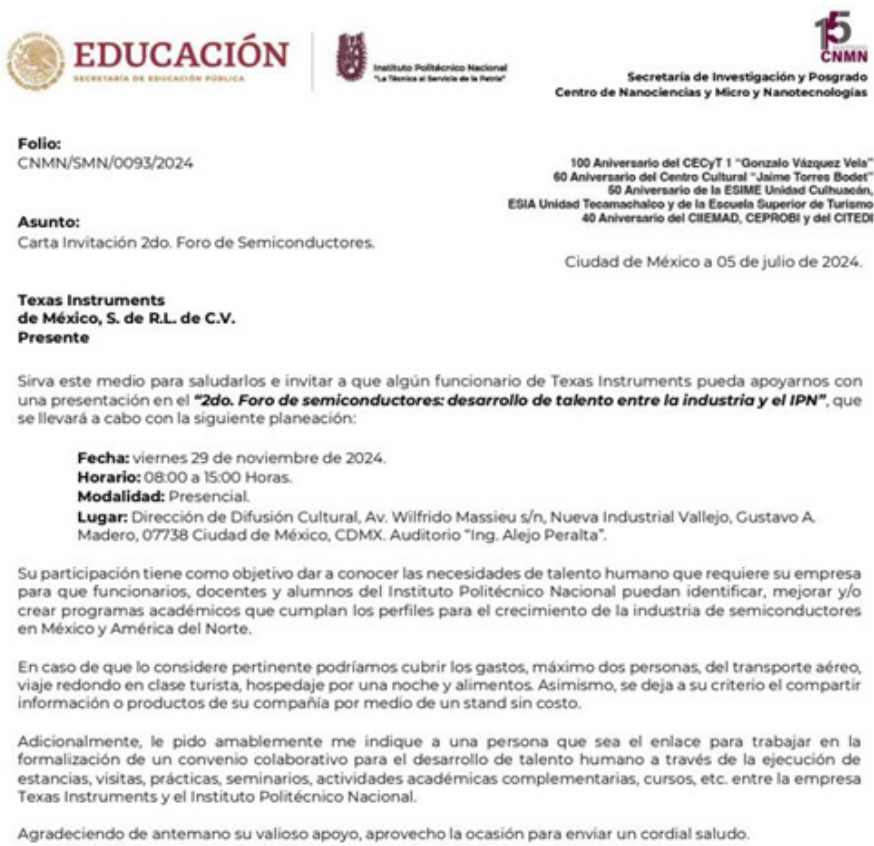 EDUCACIÓN
SECRETARÍA DE EDUCACIÓN PÚBLICA
Instituto Politécnico Nacional
"La Técnica al Servicio de la Patria"
15
CNMN
Secretaría de Investigación y Posgrado
Centro de Nanociencias y Micro y Nanotecnologías
Folio:
CNMN/SMN/0093/2024
100 Aniversario del CECyT 1 "Gonzalo Vázquez Vela"
60 Aniversario del Centro Cultural "Jaime Torres Bodet"
50 Aniversario de la ESIME Unidad Culhuacán,
ESIA Unidad Tecamachalco y de la Escuela Superior de Turismo
40 Aniversario del CIIEMAD, CEPROBI y del CITEDI
Asunto:
Carta Invitación 2do. Foro de Semiconductores.
Ciudad de México a 05 de julio de 2024.
Texas Instruments
de México, S. de R.L. de C.V.
Presente
Sirva este medio para saludarlos e invitar a que algún funcionario de Texas Instruments pueda apoyarnos con
una presentación en el "2do. Foro de semiconductores: desarrollo de talento entre la industria y el IPN", que
se llevará a cabo con la siguiente planeación:
Fecha: viernes 29 de noviembre de 2024.
Horario: 08:00 a 15:00 Horas.
Modalidad: Presencial.
Lugar: Dirección de Difusión Cultural, Av. Wilfrido Massieu s/n, Nueva Industrial Vallejo, Gustavo A.
Madero, 07738 Ciudad de México, CDMX. Auditorio "Ing. Alejo Peralta".
Su participación tiene como objetivo dar a conocer las necesidades de talento humano que requiere su empresa
para que funcionarios, docentes y alumnos del Instituto Politécnico Nacional puedan identificar, mejorar y/o
crear programas académicos que cumplan los perfiles para el crecimiento de la industria de semiconductores
en México y América del Norte.
En caso de que lo considere pertinente podríamos cubrir los gastos, máximo dos personas, del transporte aéreo,
viaje redondo en clase turista, hospedaje por una noche y alimentos. Asimismo, se deja a su criterio el compartir
información o productos de su compañía por medio de un stand sin costo.
Adicionalmente, le pido amablemente me indique a una persona que sea el enlace para trabajar en la
formalización de un convenio colaborativo para el desarrollo de talento humano a través de la ejecución de
estancias, visitas, prácticas, seminarios, actividades académicas complementarias, cursos, etc. entre la empresa
Texas Instruments y el Instituto Politécnico Nacional.
Agradeciendo de antemano su valioso apoyo, aprovecho la ocasión para enviar un cordial saludo.